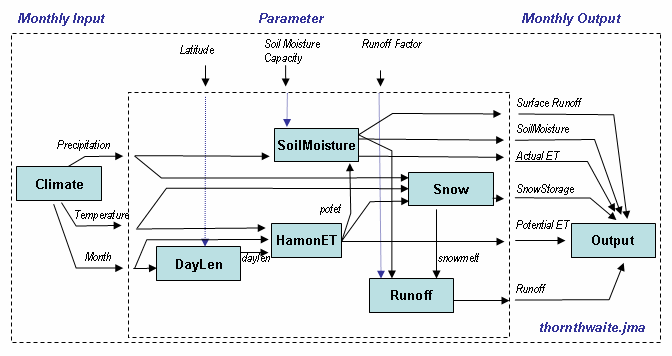 Monthly Input
Parameter
Monthly Output
Latitude
Soil Moisture
Capacity
Runoff Factor
Precipitation
Climate
Temperature
Month
SoilMoisture
Snow
potet
HamonET
DayLen
daylen
snowmelt
Runoff
Surface Runoff
SoilMoisture
Actual ET
SnowStorage
Potential ET
Output
Runoff
thornthwaite.jma